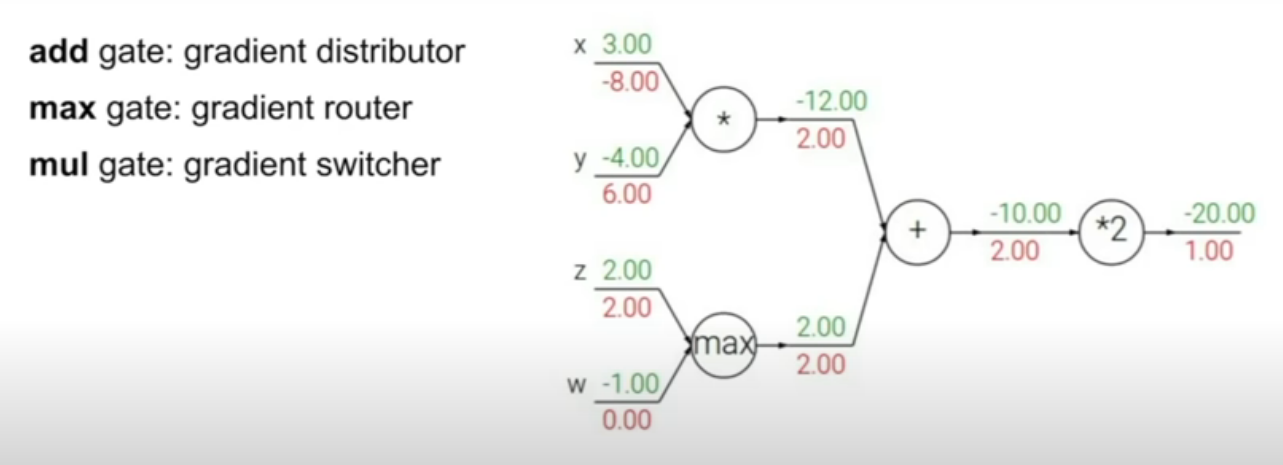 add gate: gradient distributor
max gate: gradient router
mul gate: gradient switcher
x 3.00
-8.00
y -4.00
6.00
*
-12.00
2.00
z 2.00
2.00
w -1.00
0.00
max
2.00
2.00
+
-10.00
2.00
*2
-20.00
1.00